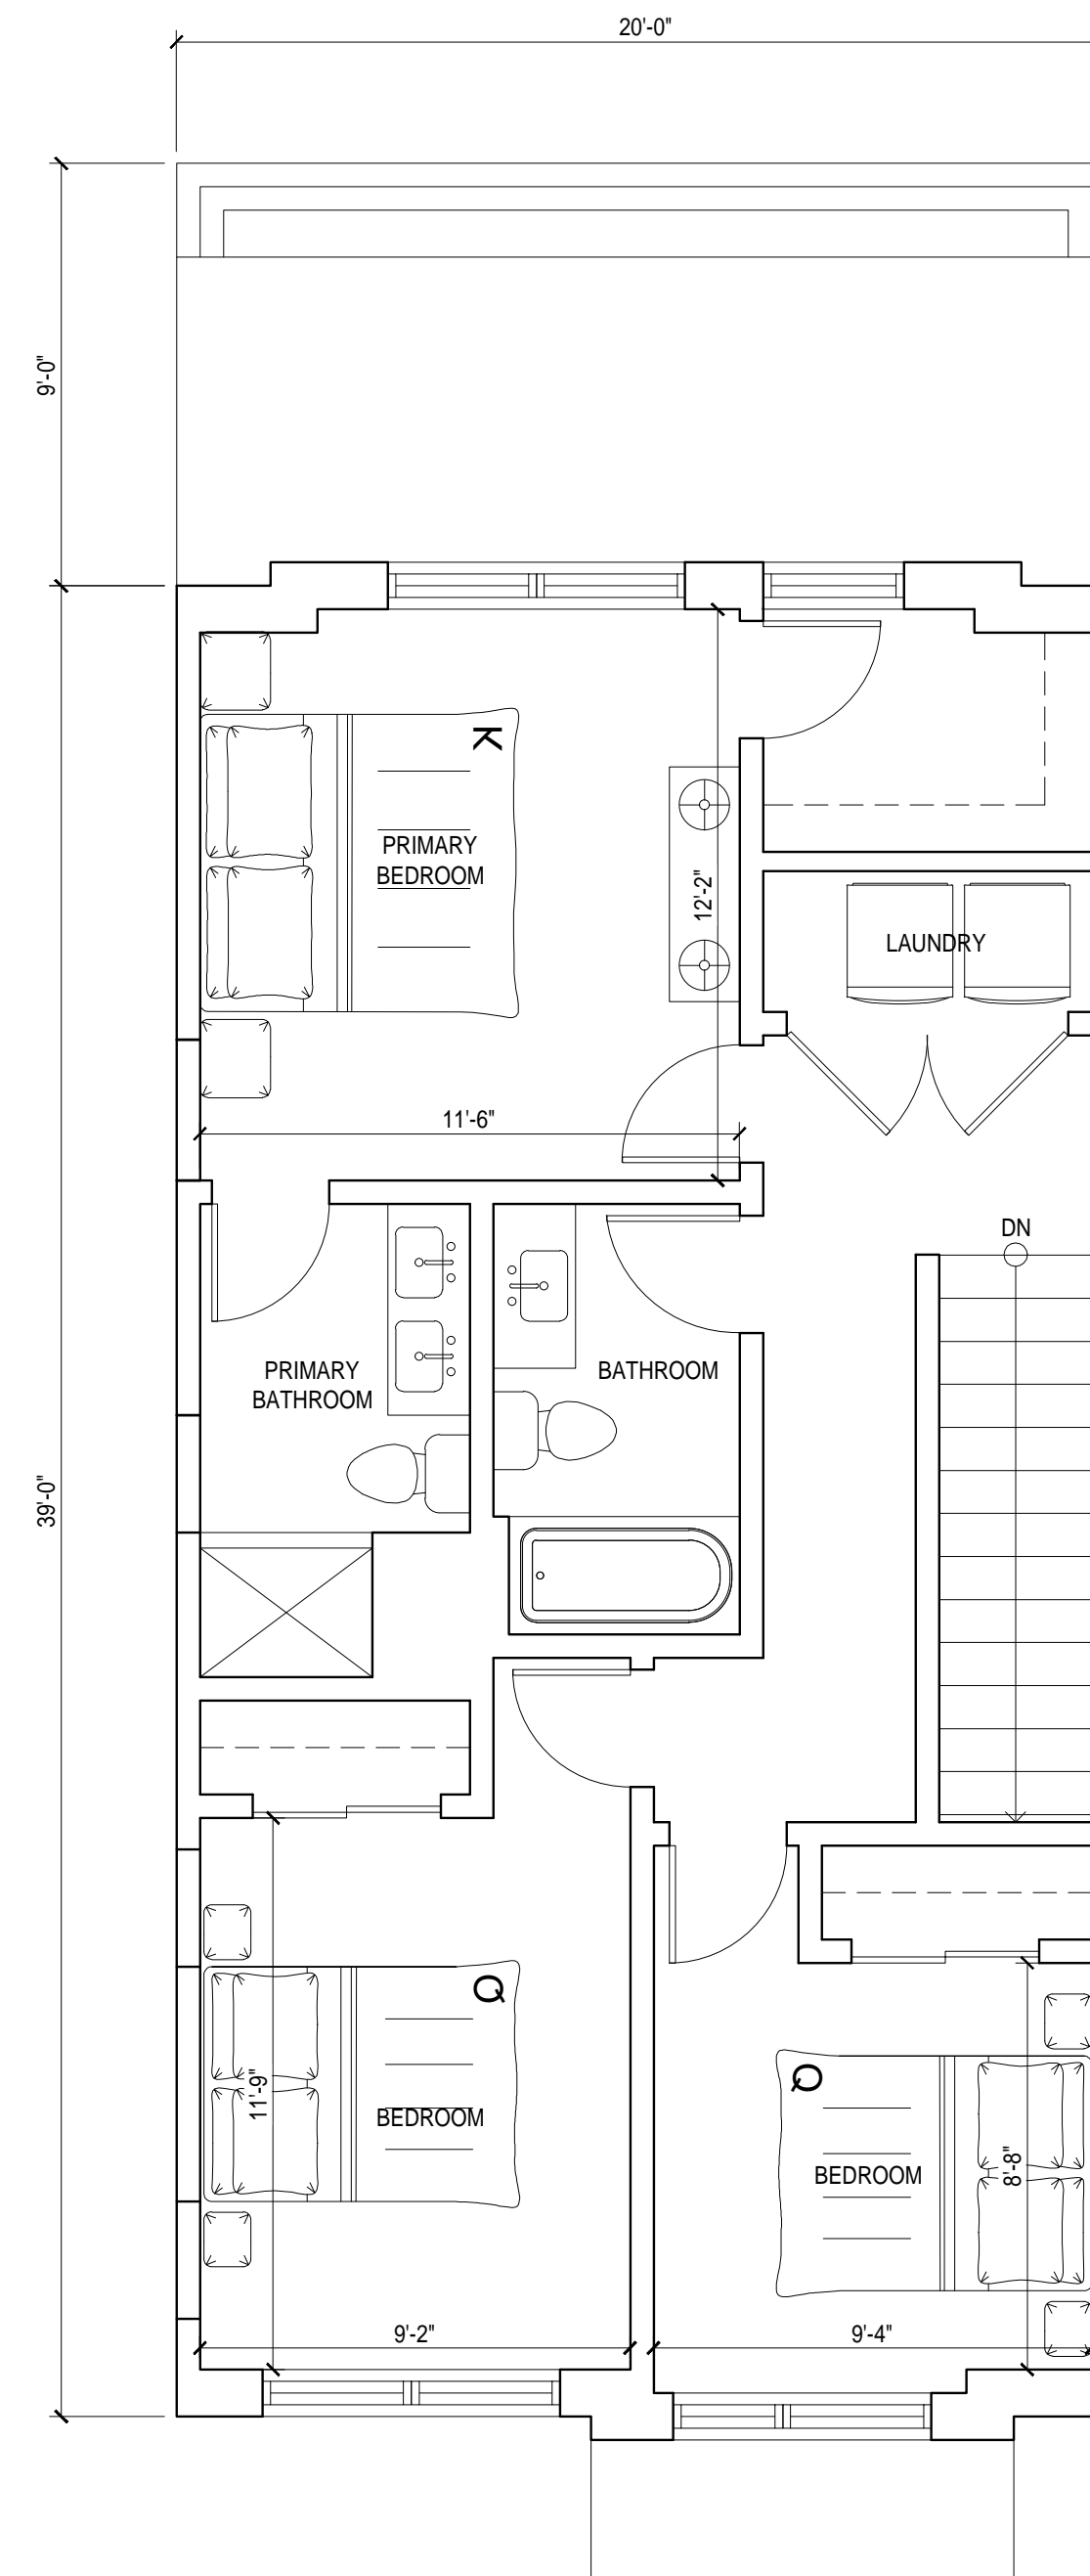 20'-0"
9'-0"
K
PRIMARY
BEDROOM
12'-2"
LAUNDRY
11'-6"
DN
PRIMARY
BATHROOM
BATHROOM
39'-0"
Q
11'-9"
BEDROOM
Q
BEDROOM
8'-8"
9'-2"
9'-4"